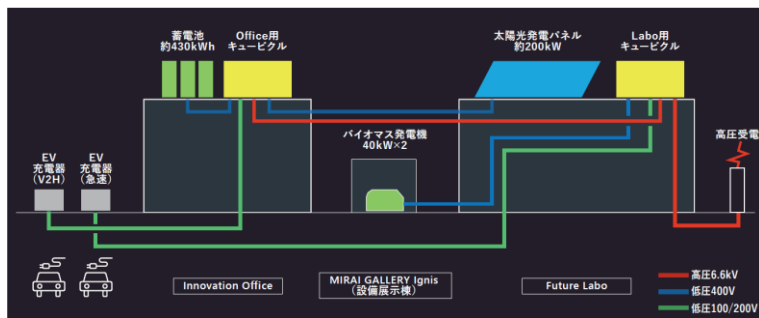 蓄電池
約430kWh
Office用
キュービクル
太陽光発電パネル
約200kW
Labo用
キュービクル
EV
充電器
（V2H）
EV
充電器
（急速）
バイオマス発電機
40kW×2
高圧受電
Innovation Office
MIRAI GALLERY Ignis
（設備展示棟）
Future Labo
高圧6.6kV
低圧400V
低圧100/200V